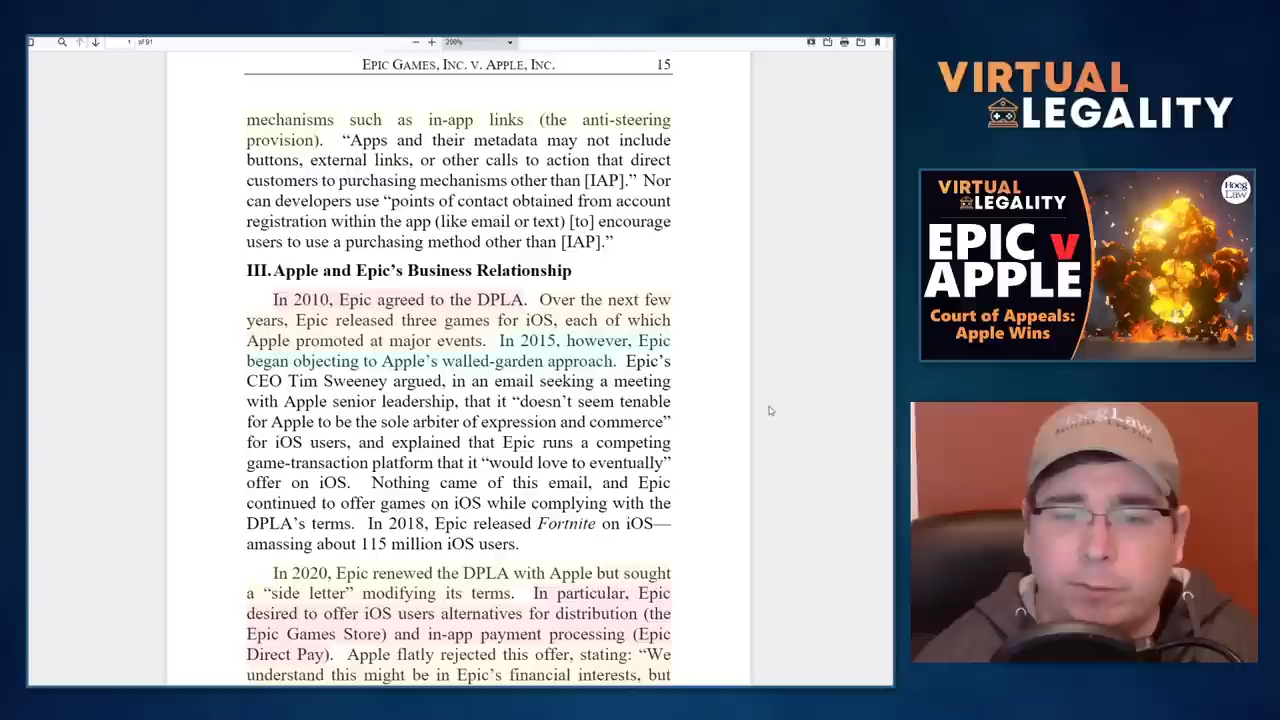 1 of 91
200%
EPIC GAMES, INC. V. APPLE, INC. 15
mechanisms such as in-app links (the anti-steering
provision). “Apps and their metadata may not include
buttons, external links, or other calls to action that direct
customers to purchasing mechanisms other than [IAP].” Nor
can developers use “points of contact obtained from account
registration within the app (like email or text) [to] encourage
users to use a purchasing method other than [IAP].”
III. Apple and Epic’s Business Relationship
In 2010, Epic agreed to the DPLA. Over the next few
years, Epic released three games for iOS, each of which
Apple promoted at major events. In 2015, however, Epic
began objecting to Apple’s walled-garden approach. Epic’s
CEO Tim Sweeney argued, in an email seeking a meeting
with Apple senior leadership, that it “doesn’t seem tenable
for Apple to be the sole arbiter of expression and commerce”
for iOS users, and explained that Epic runs a competing
game-transaction platform that it “would love to eventually”
offer on iOS. Nothing came of this email, and Epic
continued to offer games on iOS while complying with the
DPLA’s terms. In 2018, Epic released Fortnite on iOS—
amassing about 115 million iOS users.
In 2020, Epic renewed the DPLA with Apple but sought
a “side letter” modifying its terms. In particular, Epic
desired to offer iOS users alternatives for distribution (the
Epic Games Store) and in-app payment processing (Epic
Direct Pay). Apple flatly rejected this offer, stating: “We
understand this might be in Epic’s financial interests, but
VIRTUAL
LEGALITY
VIRTUAL
LEGALITY
Hoeg
Law
EPIC v
APPLE
Court of Appeals:
Apple Wins
Hoeg Law